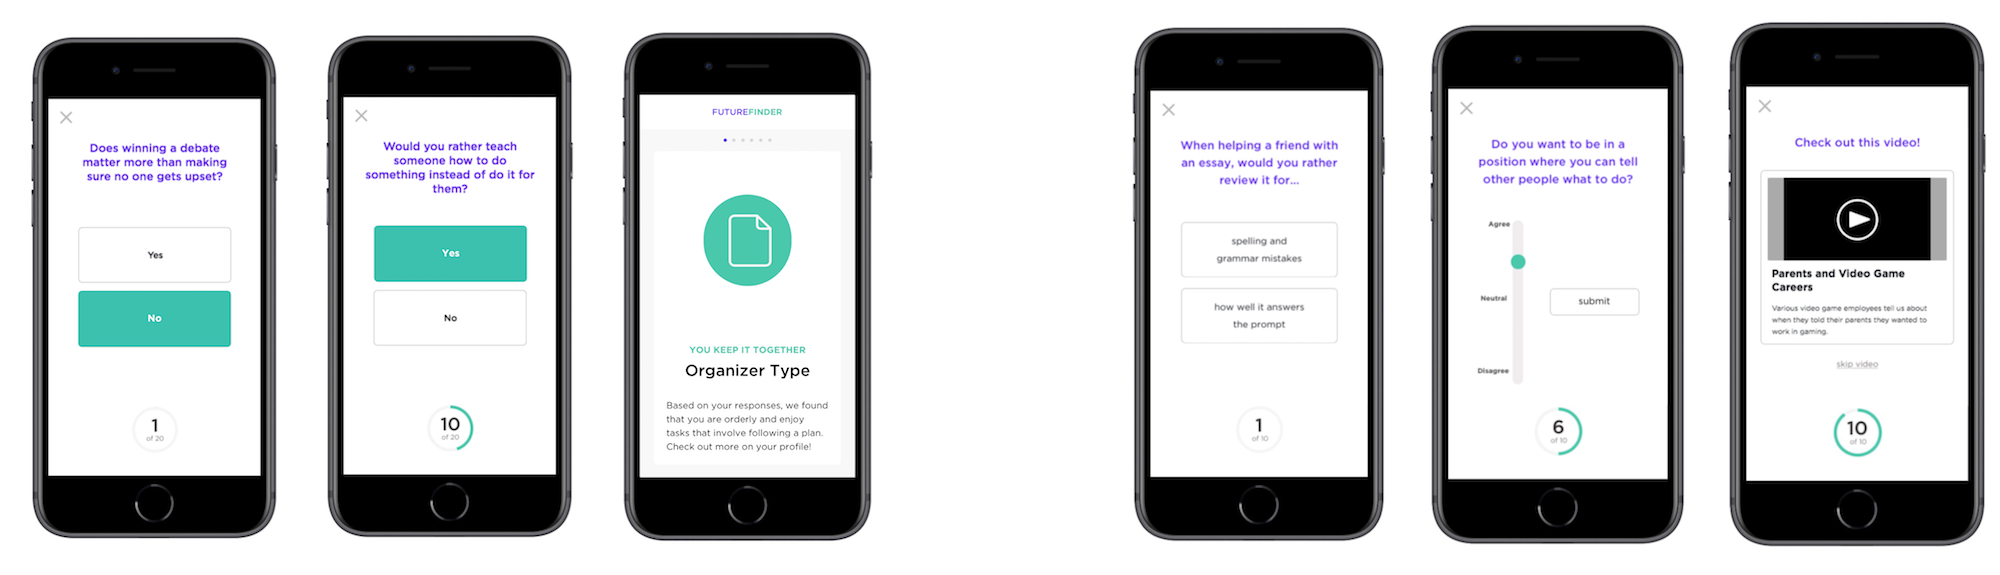 Does winning a debate
matter more than making
sure no one gets upset?
Yes
No
1
of 20
Would you rather teach
someone how to do
something instead of do it for
them?
Yes
No
10
of 20
FUTUREFINDER
YOU KEEP IT TOGETHER
Organizer Type
Based on your responses, we found
that you are orderly and enjoy
tasks that involve following a plan.
Check out more on your profile!
When helping a friend with
an essay, would you rather
review it for...
spelling and
grammar mistakes
how well it answers
the prompt
1
of 10
Do you want to be in a
position where you can tell
other people what to do?
Agree
Neutral
submit
Disagree
6
of 10
Check out this video!
Parents and Video Game
Careers
Various video game employees tell us about
when they told their parents they wanted to
work in gaming.
skip video
10
of 10